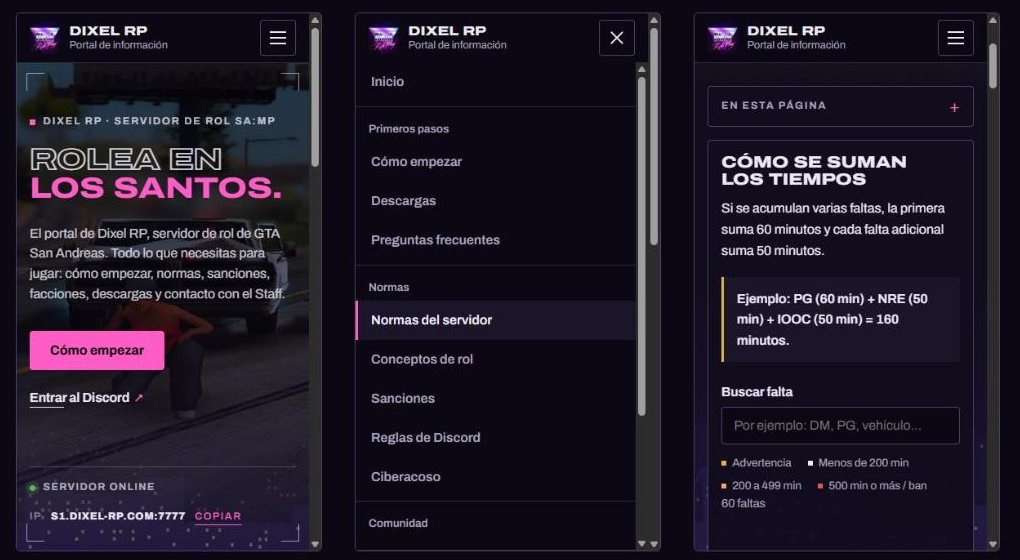 DIXEL RP
Portal de información
DIXEL RP · SERVIDOR DE ROL SA:MP
ROLEA EN
LOS SANTOS.
El portal de Dixel RP, servidor de rol de GTA
San Andreas. Todo lo que necesitas para
jugar: cómo empezar, normas, sanciones,
facciones, descargas y contacto con el Staff.
Cómo empezar
Entrar al Discord ↗
SERVIDOR ONLINE
IP S1.DIXEL-RP.COM:7777 COPIAR
DIXEL RP
Portal de información
Inicio
Primeros pasos
Cómo empezar
Descargas
Preguntas frecuentes
Normas
Normas del servidor
Conceptos de rol
Sanciones
Reglas de Discord
Ciberacoso
Comunidad
DIXEL RP
Portal de información
EN ESTA PÁGINA +
CÓMO SE SUMAN
LOS TIEMPOS
Si se acumulan varias faltas, la primera
suma 60 minutos y cada falta adicional
suma 50 minutos.
Ejemplo: PG (60 min) + NRE (50
min) + IOOC (50 min) = 160
minutos.
Buscar falta
Por ejemplo: DM, PG, vehículo...
Advertencia Menos de 200 min
200 a 499 min 500 min o más / ban
60 faltas